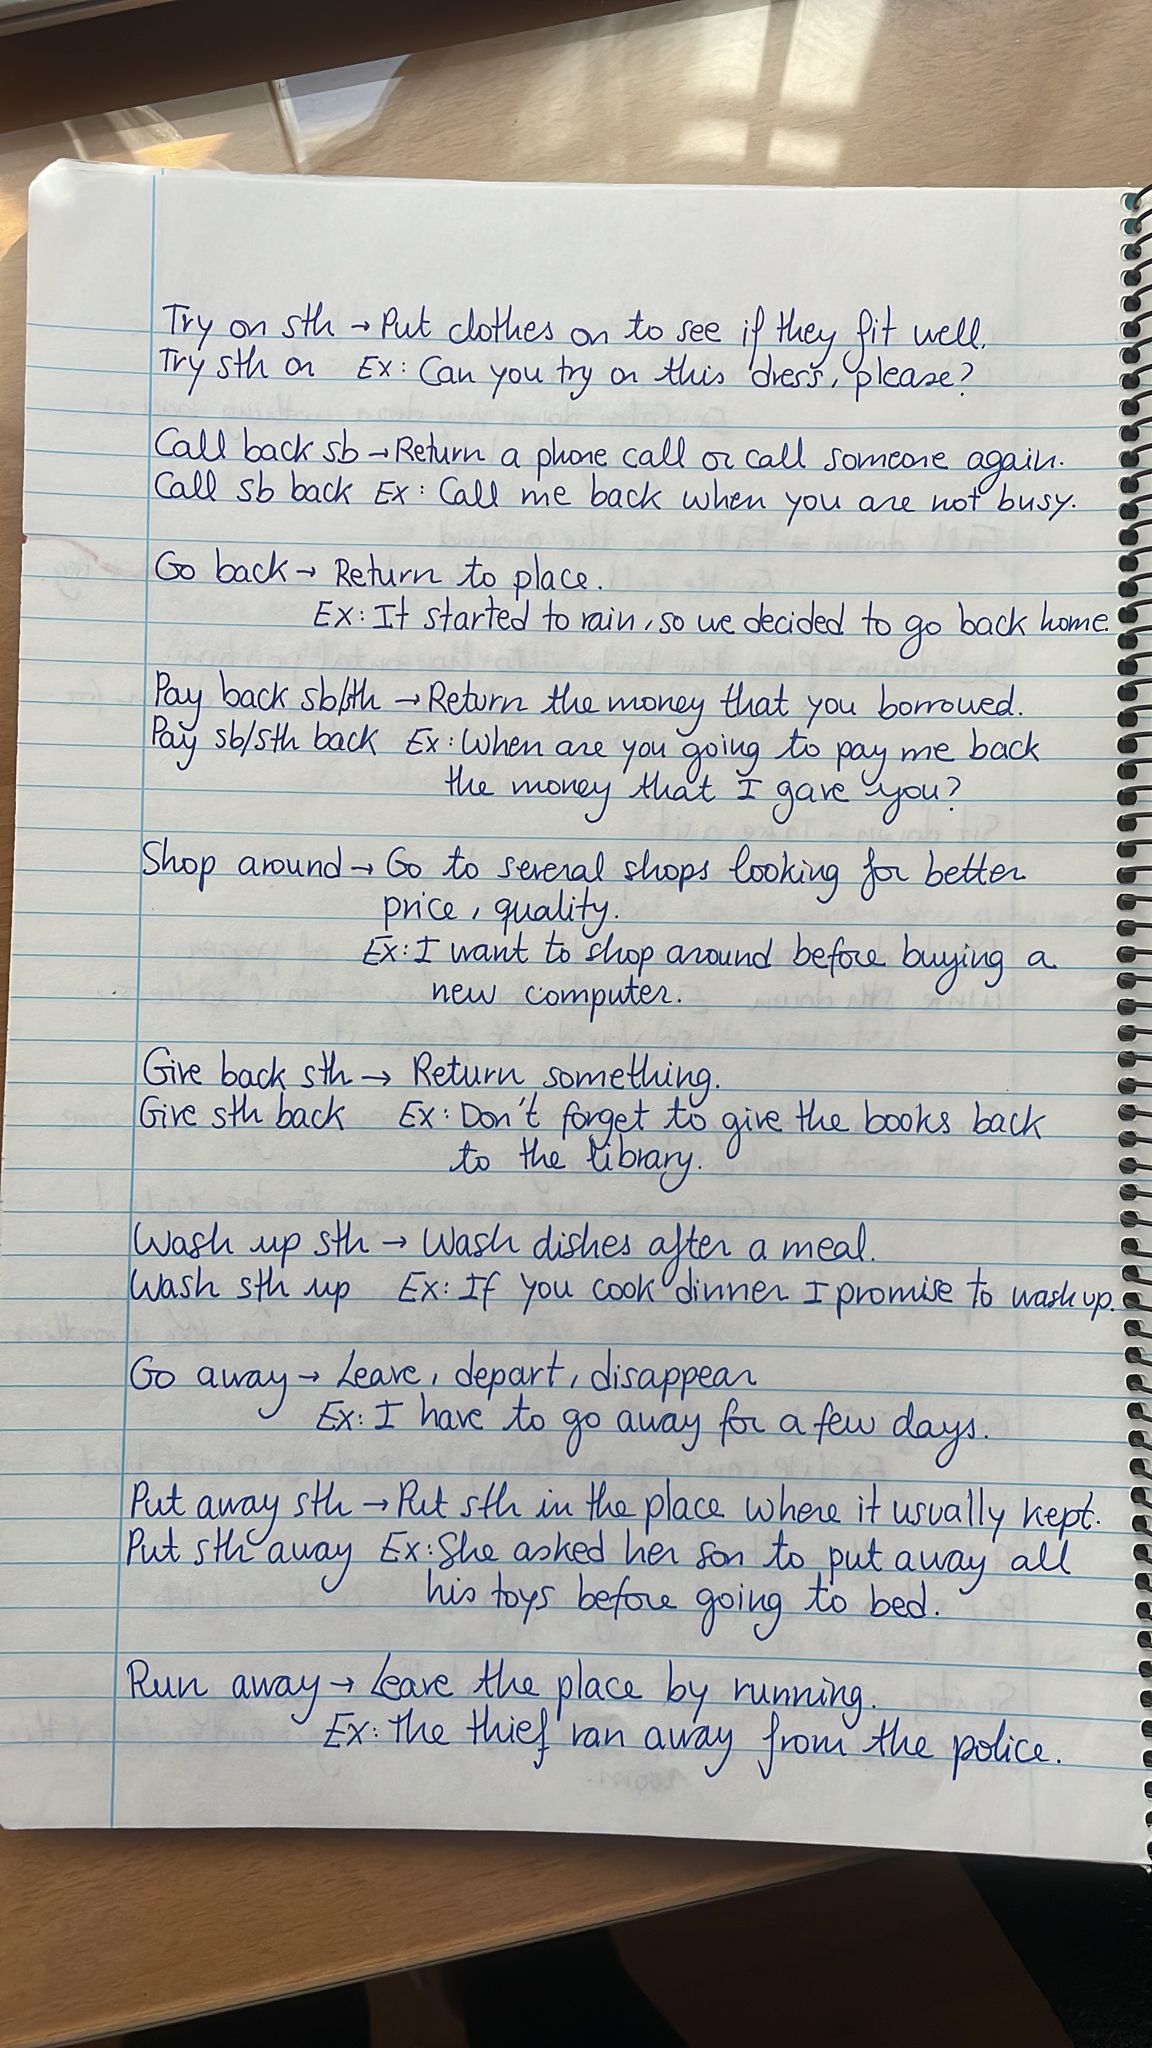 Try on sth → Put clothes on to see if they fit well.
Try sth on Ex: Can you try on this dress, please?
Call back sb → Return a phone call or call someone again.
Call sb back Ex: Call me back when you are not busy.
Go back → Return to place.
Ex: It started to rain, so we decided to go back home.
Pay back sb/sth → Return the money that you borrowed.
Pay sb/sth back Ex: When are you going to pay me back
the money that I gave you?
Shop around → Go to several shops looking for better
price, quality.
Ex: I want to shop around before buying a
new computer.
Give back sth → Return something.
Give sth back Ex: Don't forget to give the books back
to the library.
Wash up sth → Wash dishes after a meal.
Wash sth up Ex: If you cook dinner I promise to wash up.
Go away → Leave, depart, disappear
Ex: I have to go away for a few days.
Put away sth → Put sth in the place where it usually kept.
Put sth away Ex: She asked her son to put away all
his toys before going to bed.
Run away → Leave the place by running.
Ex: The thief ran away from the police.